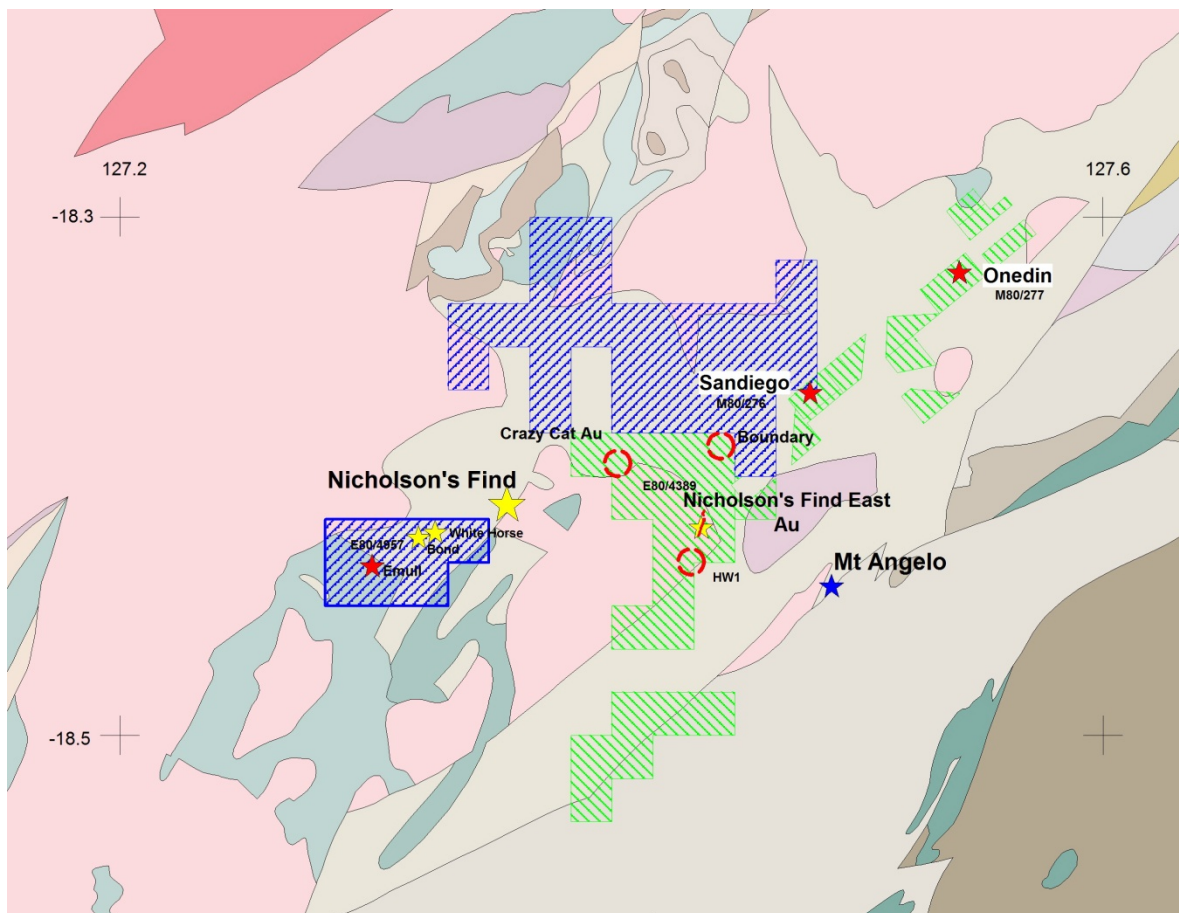 127.2
127.6
-18.3
Onedin
M80/277
Sandiego
M80/276
Crazy Cat Au
Boundary
Nicholson's Find
E80/4389
Nicholson's Find East
Au
White Horse
E80/4957
Bond
Emull
HW1
Mt Angelo
-18.5